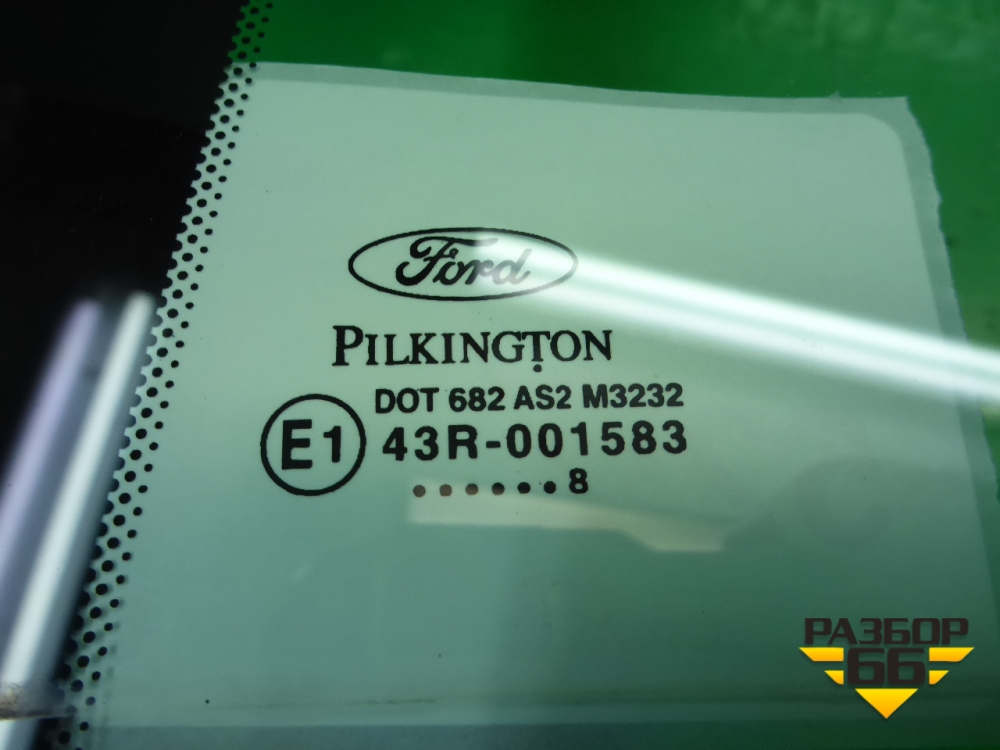 Ford
PILKINGTON
DOT 682 AS2 M3232
E1 43R-001583
......8
РАЗБОР
66